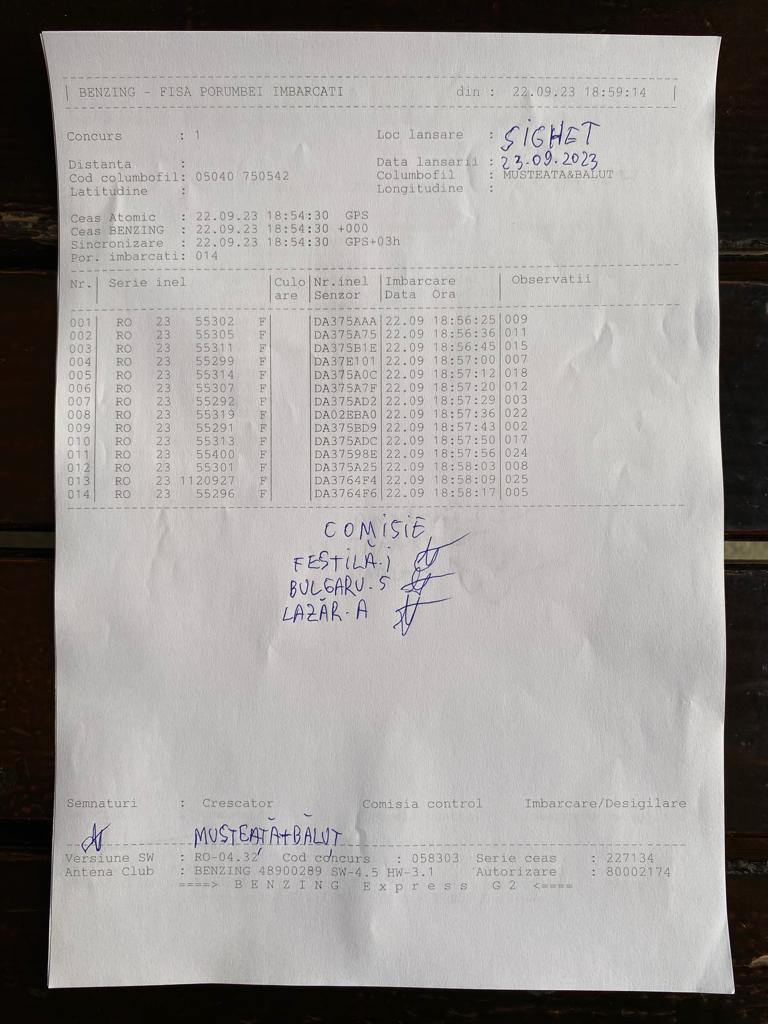 BENZING - FISA PORUMBEI IMBARCATI din : 22.09.23 18:59:14
Concurs : 1 Loc lansare : SIGHET
Distanta : Data lansarii : 23.09.2023
Cod columbofil: 05040 750542 Columbofil : MUSTEATA&BALUT
Latitudine : Longitudine :
Ceas Atomic : 22.09.23 18:54:30 GPS
Ceas BENZING : 22.09.23 18:54:30 +000
Sincronizare : 22.09.23 18:54:30 GPS+03h
Por. imbarcati: 014
Nr.| Serie inel |Culo|Nr.inel|Imbarcare |Observatii
|are |Senzor |Data Ora
001| RO 23 55302 F| |DA375AAA|22.09 18:56:25|009
002| RO 23 55305 F| |DA375A75|22.09 18:56:36|011
003| RO 23 55311 F| |DA375B1E|22.09 18:56:45|015
004| RO 23 55299 F| |DA37E101|22.09 18:57:00|007
005| RO 23 55314 F| |DA375A0C|22.09 18:57:12|018
006| RO 23 55307 F| |DA375A7F|22.09 18:57:20|012
007| RO 23 55292 F| |DA375AD2|22.09 18:57:29|003
008| RO 23 55319 F| |DA02EBA0|22.09 18:57:36|022
009| RO 23 55291 F| |DA375BD9|22.09 18:57:43|002
010| RO 23 55313 F| |DA375ADC|22.09 18:57:50|017
011| RO 23 55400 F| |DA37598E|22.09 18:57:56|024
012| RO 23 55301 F| |DA375A25|22.09 18:58:03|008
013| RO 23 1120927 F| |DA3764F4|22.09 18:58:09|025
014| RO 23 55296 F| |DA3764F6|22.09 18:58:17|005
COMISIE
FESTILĂ.i
BULGARU.S
LAZĂR.A
Semnaturi : Crescator Comisia control Imbarcare/Desigilare
MUSTEAȚĂ+BĂLUȚ
Versiune SW : RO-04.32 Cod concurs : 058303 Serie ceas : 227134
Antena Club : BENZING 48900289 SW-4.5 HW-3.1 Autorizare : 80002174
====> B E N Z I N G E x p r e s s G 2 <====